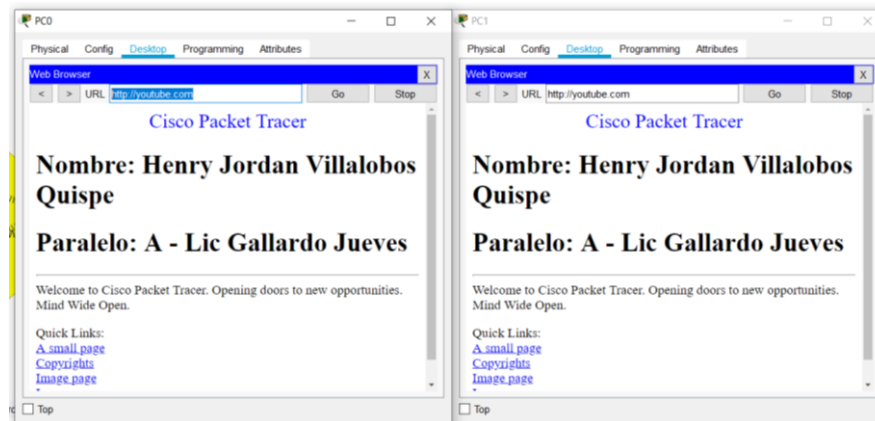 PC0
Physical Config Desktop Programming Attributes
Web Browser X
< > URL http://youtube.com Go Stop
Cisco Packet Tracer
Nombre: Henry Jordan Villalobos
Quispe
Paralelo: A - Lic Gallardo Jueves
Welcome to Cisco Packet Tracer. Opening doors to new opportunities.
Mind Wide Open.
Quick Links:
A small page
Copyrights
Image page
Top
PC1
Physical Config Desktop Programming Attributes
Web Browser X
< > URL http://youtube.com Go Stop
Cisco Packet Tracer
Nombre: Henry Jordan Villalobos
Quispe
Paralelo: A - Lic Gallardo Jueves
Welcome to Cisco Packet Tracer. Opening doors to new opportunities.
Mind Wide Open.
Quick Links:
A small page
Copyrights
Image page
Top